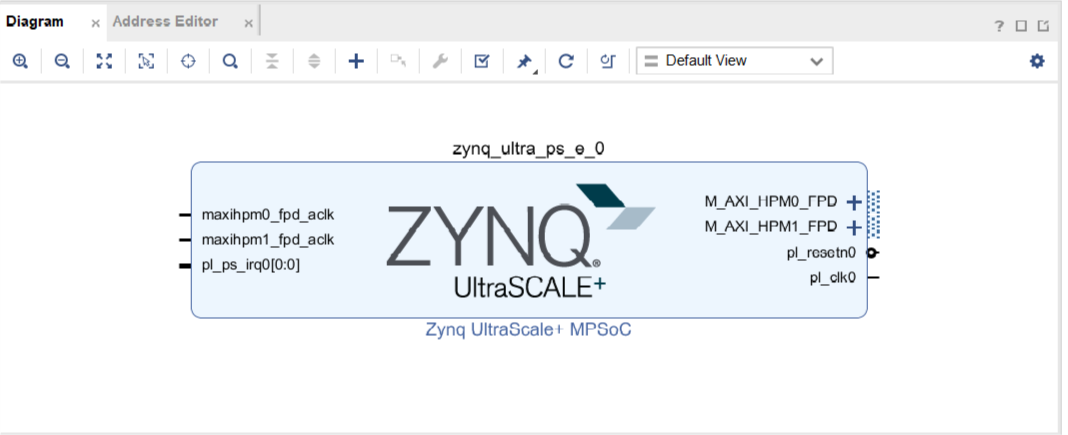 Diagram × Address Editor × ?
Default View
zynq_ultra_ps_e_0
maxihpm0_fpd_aclk
maxihpm1_fpd_aclk
pl_ps_irq0[0:0]
ZYNQ®
UltraSCALE+
M_AXI_HPM0_FPD
M_AXI_HPM1_FPD
pl_resetn0
pl_clk0
Zynq UltraScale+ MPSoC